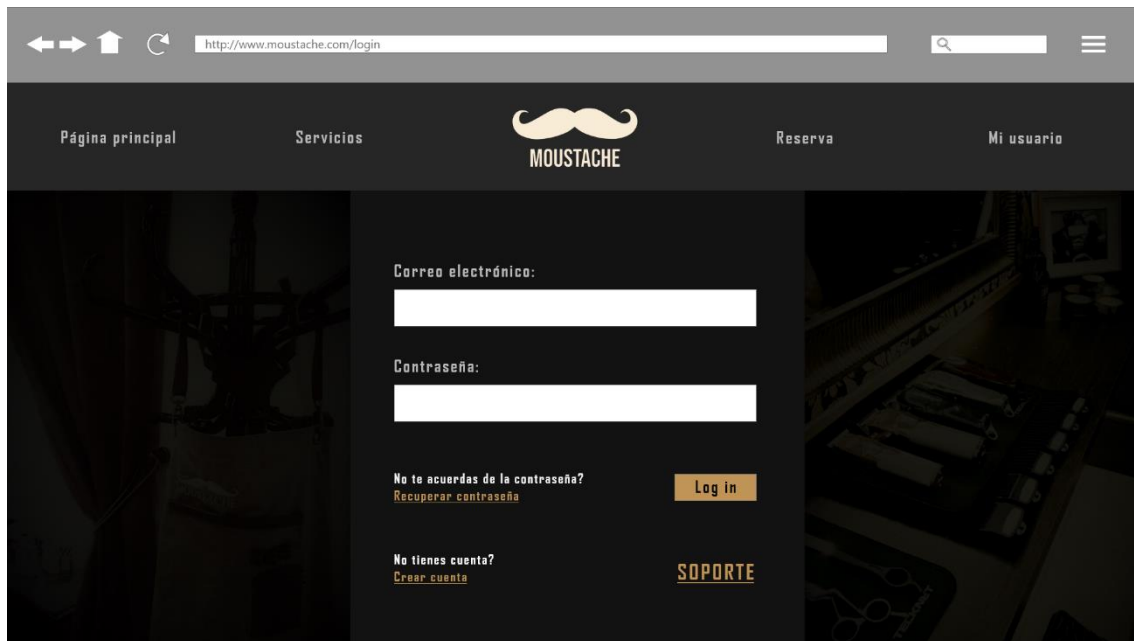 http://www.moustache.com/login
Página principal
Servicios
MOUSTACHE
Reserva
Mi usuario
Correo electrónico:
Contraseña:
No te acuerdas de la contraseña?
Recuperar contraseña
Log in
No tienes cuenta?
Crear cuenta
SOPORTE